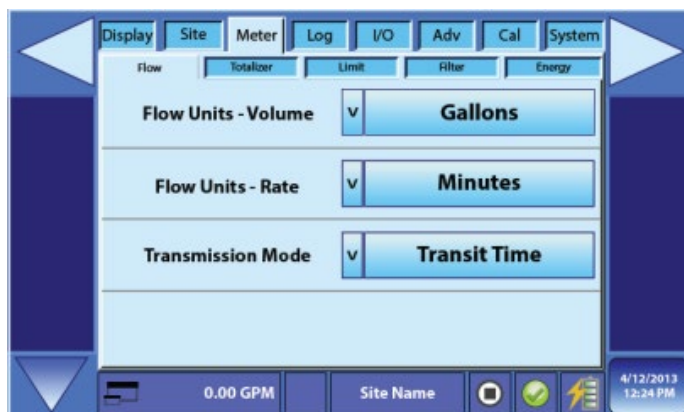 Display Site Meter Log I/O Adv Cal System
Flow Totalizer Limit Filter Energy
Flow Units - Volume v Gallons
Flow Units - Rate v Minutes
Transmission Mode v Transit Time
0.00 GPM Site Name
4/12/2013
12:24 PM